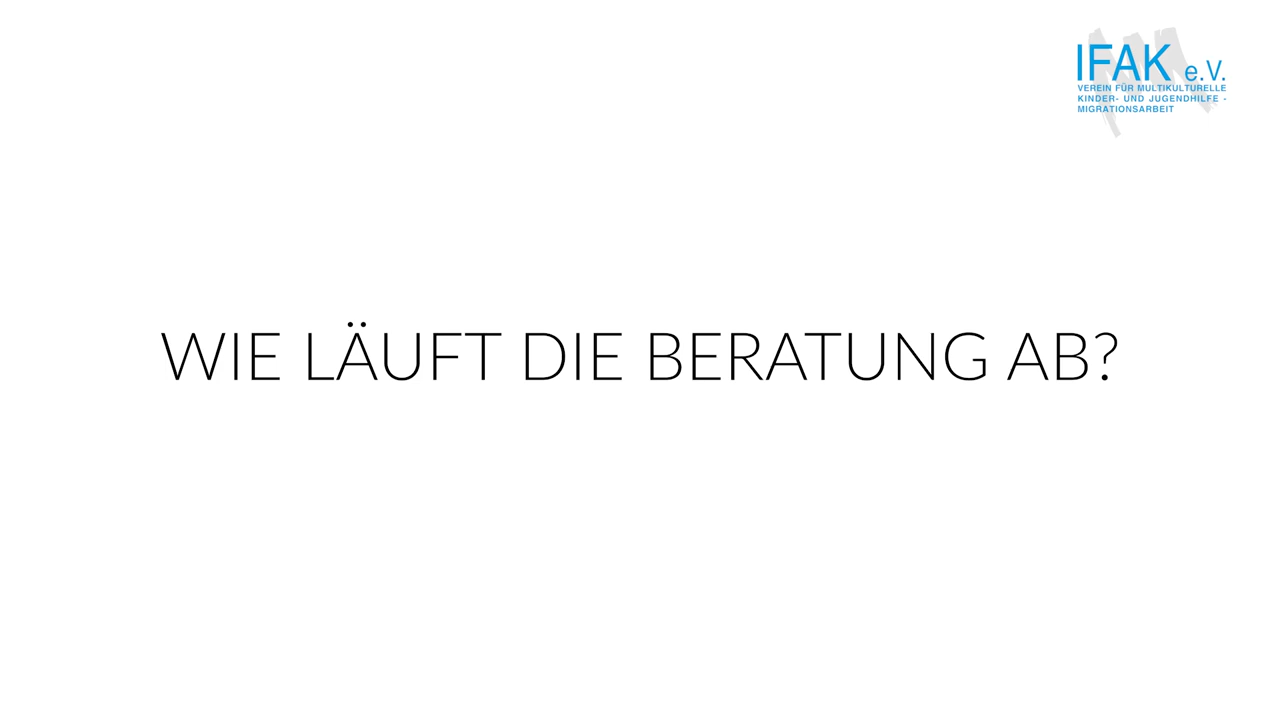 IFAK e.V.
VEREIN FÜR MULTIKULTURELLE
KINDER- UND JUGENDHILFE -
MIGRATIONSARBEIT
WIE LÄUFT DIE BERATUNG AB?